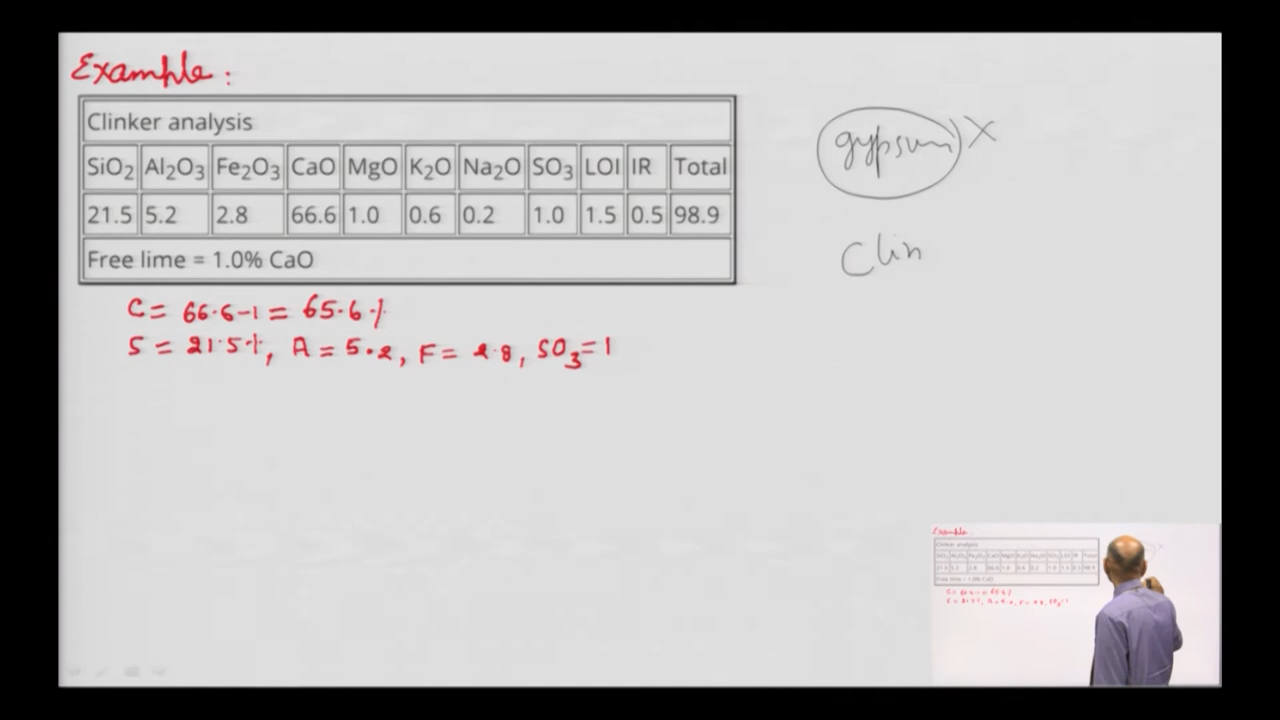 Example:
Clinker analysis
SiO2 Al2O3 Fe2O3 CaO MgO K2O Na2O SO3 LOI IR Total
21.5 5.2 2.8 66.6 1.0 0.6 0.2 1.0 1.5 0.5 98.9
Free lime = 1.0% CaO
C = 66.6-1 = 65.6%
S = 21.5%, A = 5.2, F = 2.8, SO3=1
gypsum X
Clin